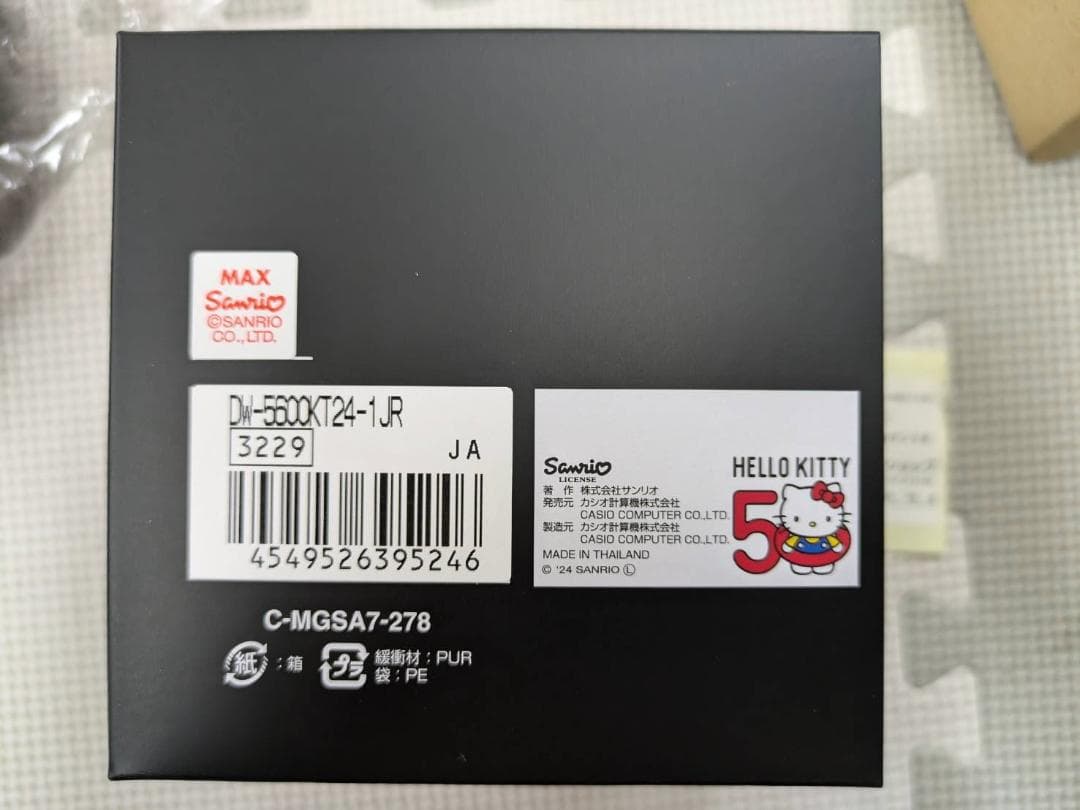 MAX
Sanrio
©SANRIO
CO.,LTD.
DW-5600KT24-1JR
3229
JA
4549526395246
Sanrio
LICENSE
著 作 株式会社サンリオ
発売元 カシオ計算機株式会社
CASIO COMPUTER CO.,LTD.
製造元 カシオ計算機株式会社
CASIO COMPUTER CO.,LTD.
MADE IN THAILAND
© '24 SANRIO Ⓛ
HELLO KITTY
50
C-MGSA7-278
紙 : 箱
プラ 緩衝材 : PUR
袋 : PE